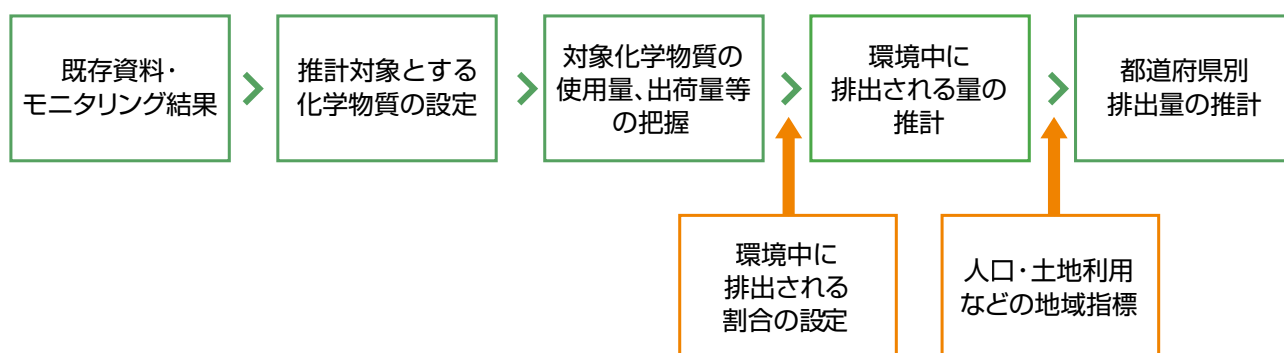 既存資料・
モニタリング結果
推計対象とする
化学物質の設定
対象化学物質の
使用量、出荷量等
の把握
環境中に
排出される量の
推計
都道府県別
排出量の推計
環境中に
排出される
割合の設定
人口・土地利用
などの地域指標